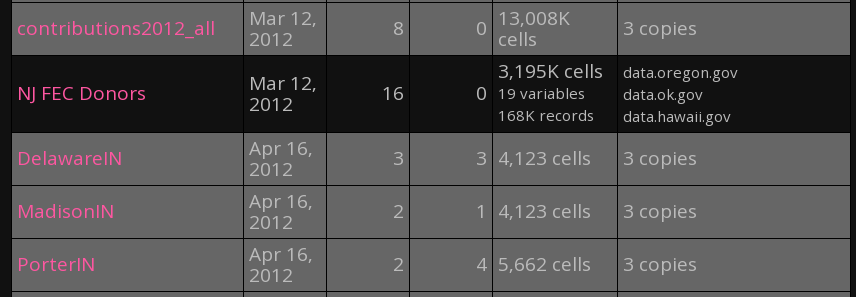 contributions2012_all Mar 12, 2012 8 0 13,008K cells 3 copies
NJ FEC Donors Mar 12, 2012 16 0 3,195K cells 19 variables 168K records data.oregon.gov data.ok.gov data.hawaii.gov
DelawareIN Apr 16, 2012 3 3 4,123 cells 3 copies
MadisonIN Apr 16, 2012 2 1 4,123 cells 3 copies
PorterIN Apr 16, 2012 2 4 5,662 cells 3 copies